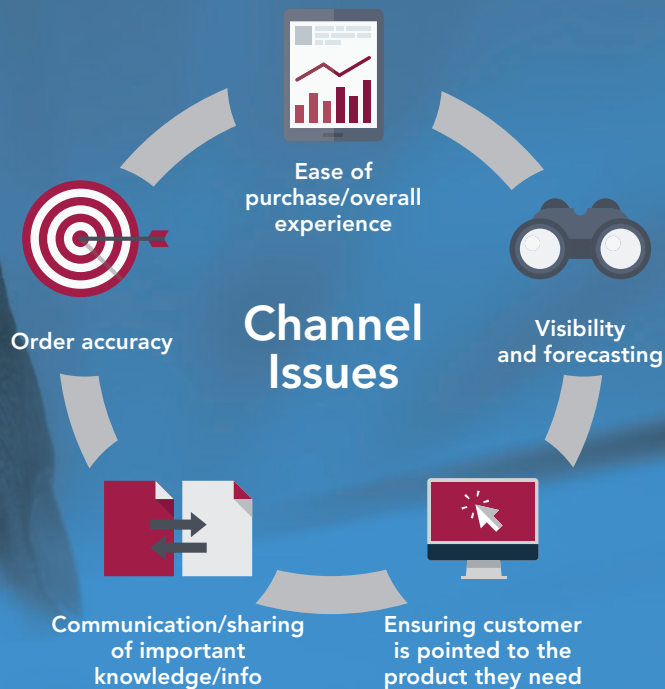 Ease of
purchase/overall
experience
Channel
Issues
Order accuracy
Visibility
and forecasting
Communication/sharing
of important
knowledge/info
Ensuring customer
is pointed to the
product they need